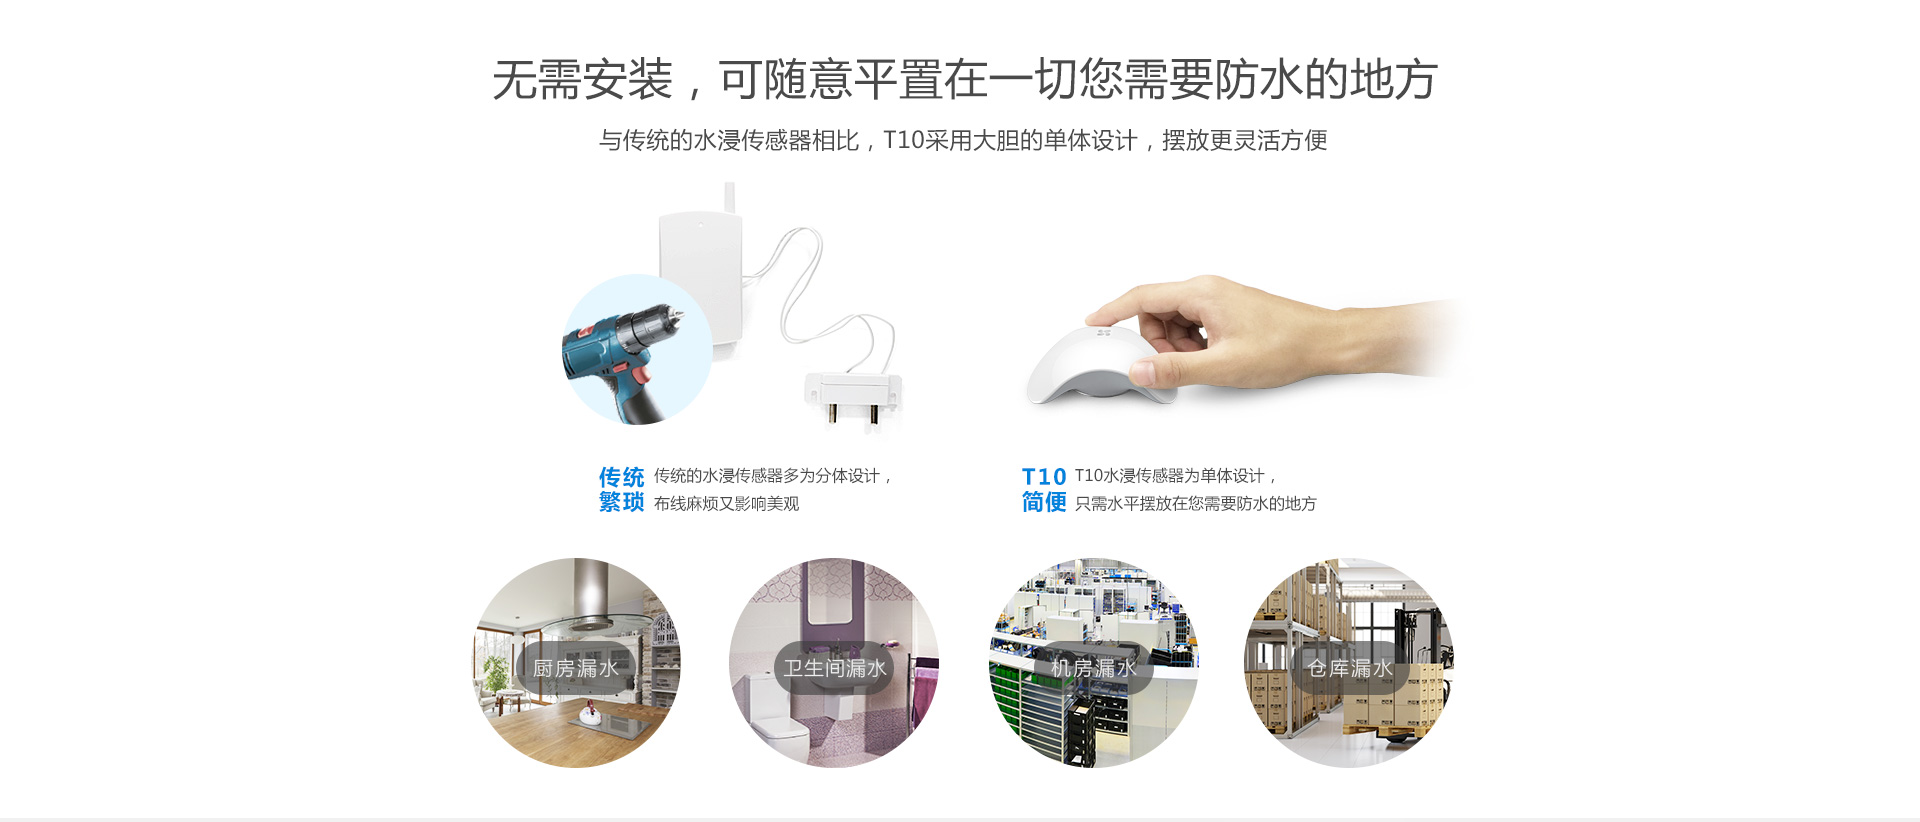 无需安装，可随意平置在一切您需要防水的地方
与传统的水浸传感器相比，T10采用大胆的单体设计，摆放更灵活方便
传统
繁琐
传统的水浸传感器多为分体设计，
布线麻烦又影响美观
T10
简便
T10水浸传感器为单体设计，
只需水平摆放在您需要防水的地方
厨房漏水
卫生间漏水
机房漏水
仓库漏水